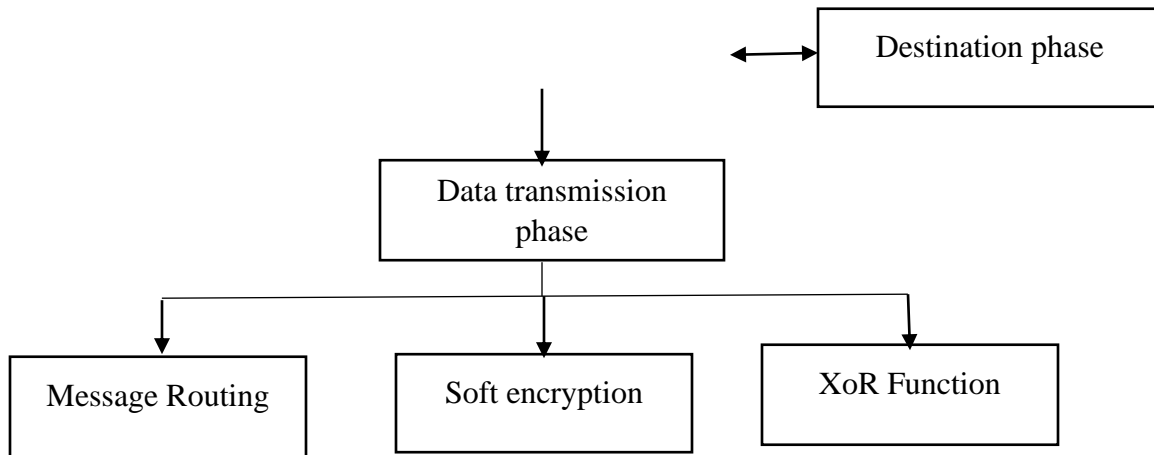 Destination phase
Data transmission
phase
Message Routing
Soft encryption
XoR Function